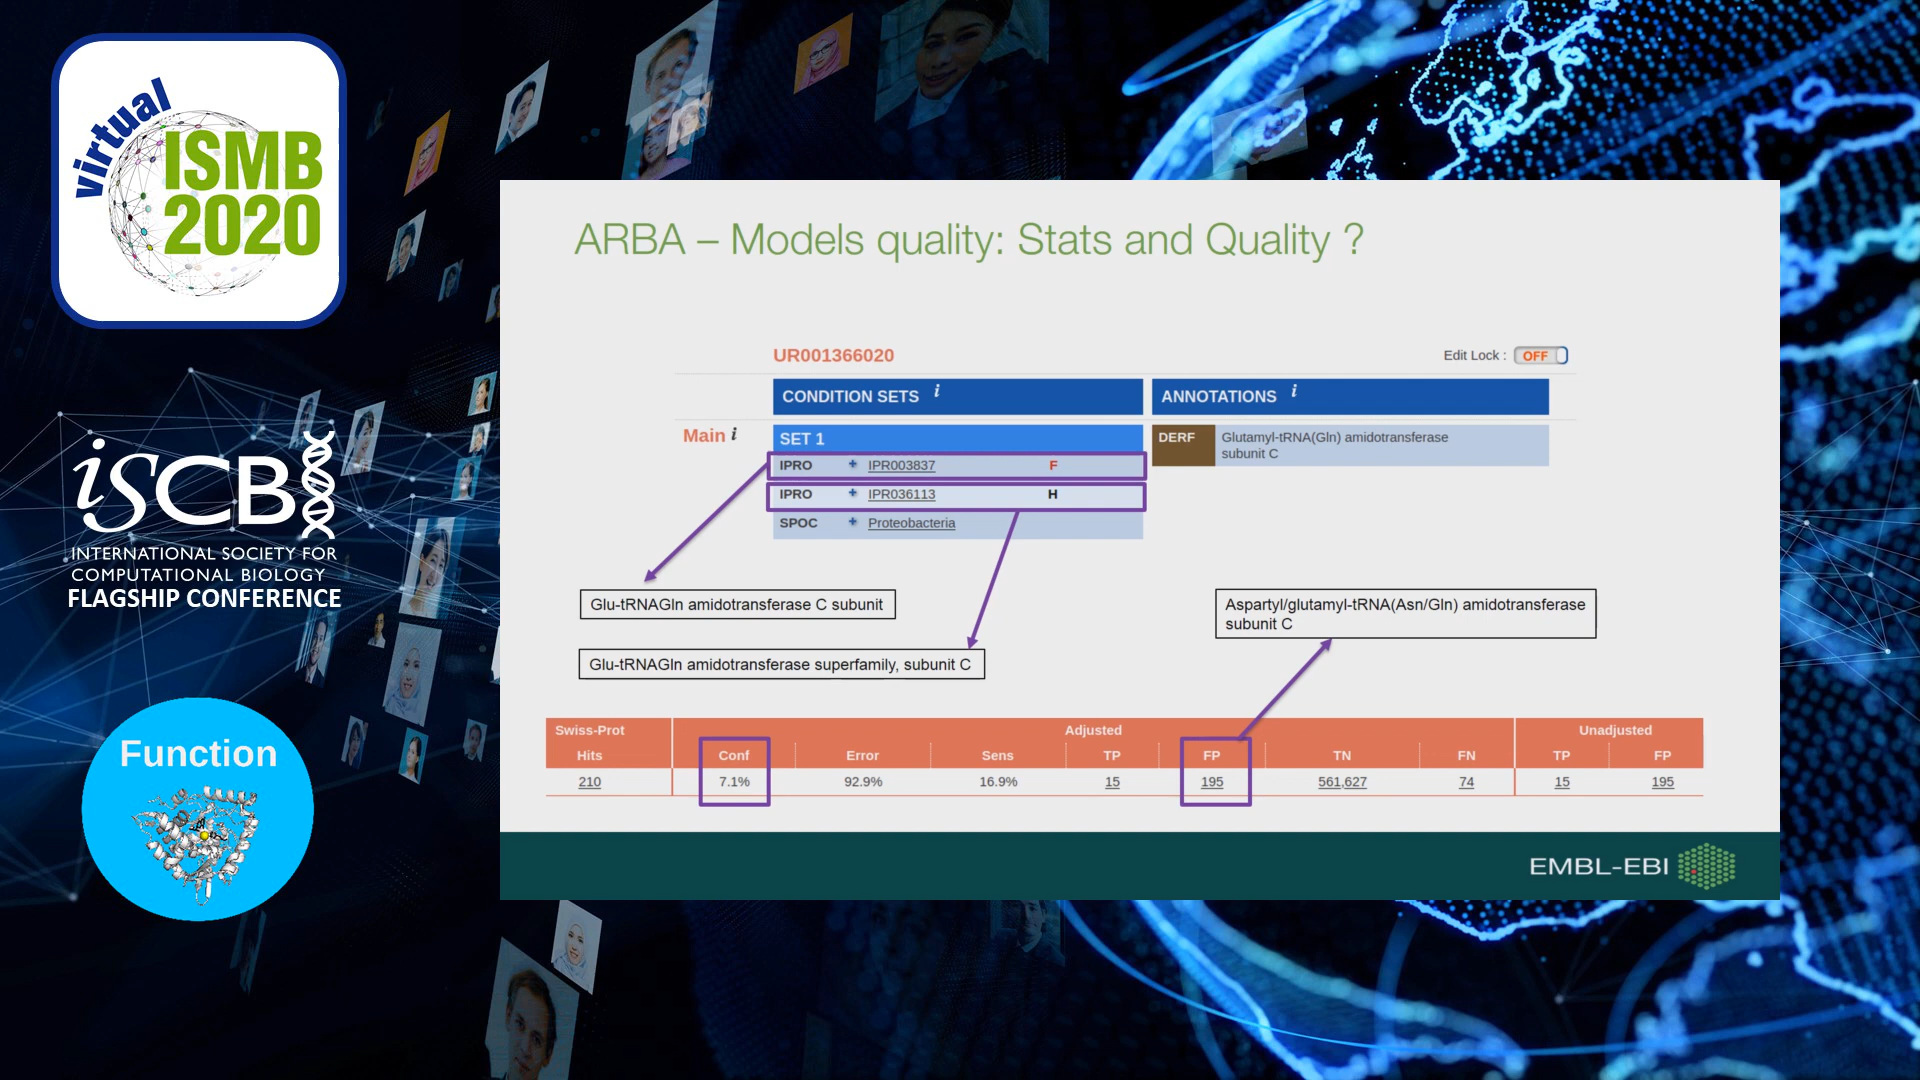 virtual
ISMB
2020
iSCB
INTERNATIONAL SOCIETY FOR
COMPUTATIONAL BIOLOGY
FLAGSHIP CONFERENCE
Function
ARBA – Models quality: Stats and Quality ?
UR001366020
Edit Lock : OFF
CONDITION SETS i
ANNOTATIONS i
Main i
SET 1
DERF
Glutamyl-tRNA(Gln) amidotransferase
subunit C
IPRO + IPR003837 F
IPRO + IPR036113 H
SPOC + Proteobacteria
Glu-tRNAGln amidotransferase C subunit
Aspartyl/glutamyl-tRNA(Asn/Gln) amidotransferase
subunit C
Glu-tRNAGln amidotransferase superfamily, subunit C
Swiss-Prot Adjusted Unadjusted
Hits Conf Error Sens TP FP TN FN TP FP
210 7.1% 92.9% 16.9% 15 195 561,627 74 15 195
EMBL-EBI